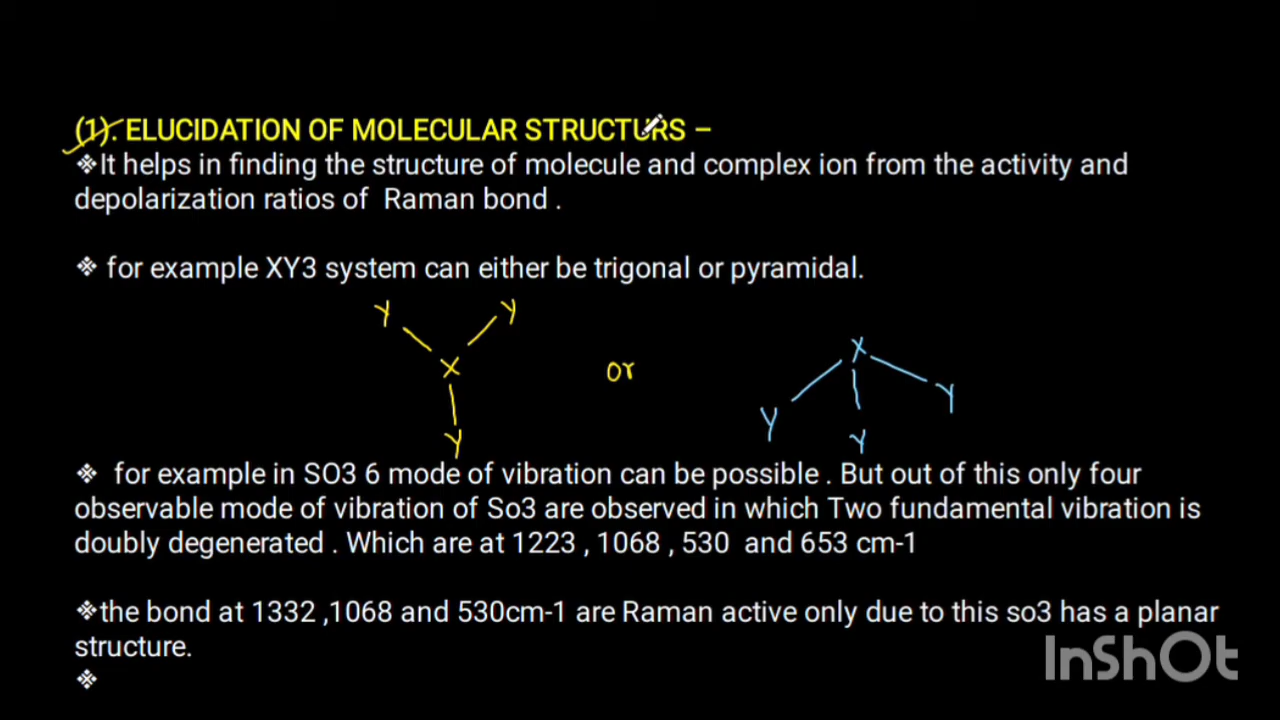 (1). ELUCIDATION OF MOLECULAR STRUCTURS –
❖It helps in finding the structure of molecule and complex ion from the activity and
depolarization ratios of Raman bond .
❖ for example XY3 system can either be trigonal or pyramidal.
Y Y
X
Y
or
X
Y Y
Y
❖ for example in SO3 6 mode of vibration can be possible . But out of this only four
observable mode of vibration of So3 are observed in which Two fundamental vibration is
doubly degenerated . Which are at 1223 , 1068 , 530 and 653 cm-1
❖the bond at 1332 ,1068 and 530cm-1 are Raman active only due to this so3 has a planar
structure.
❖
InShOt